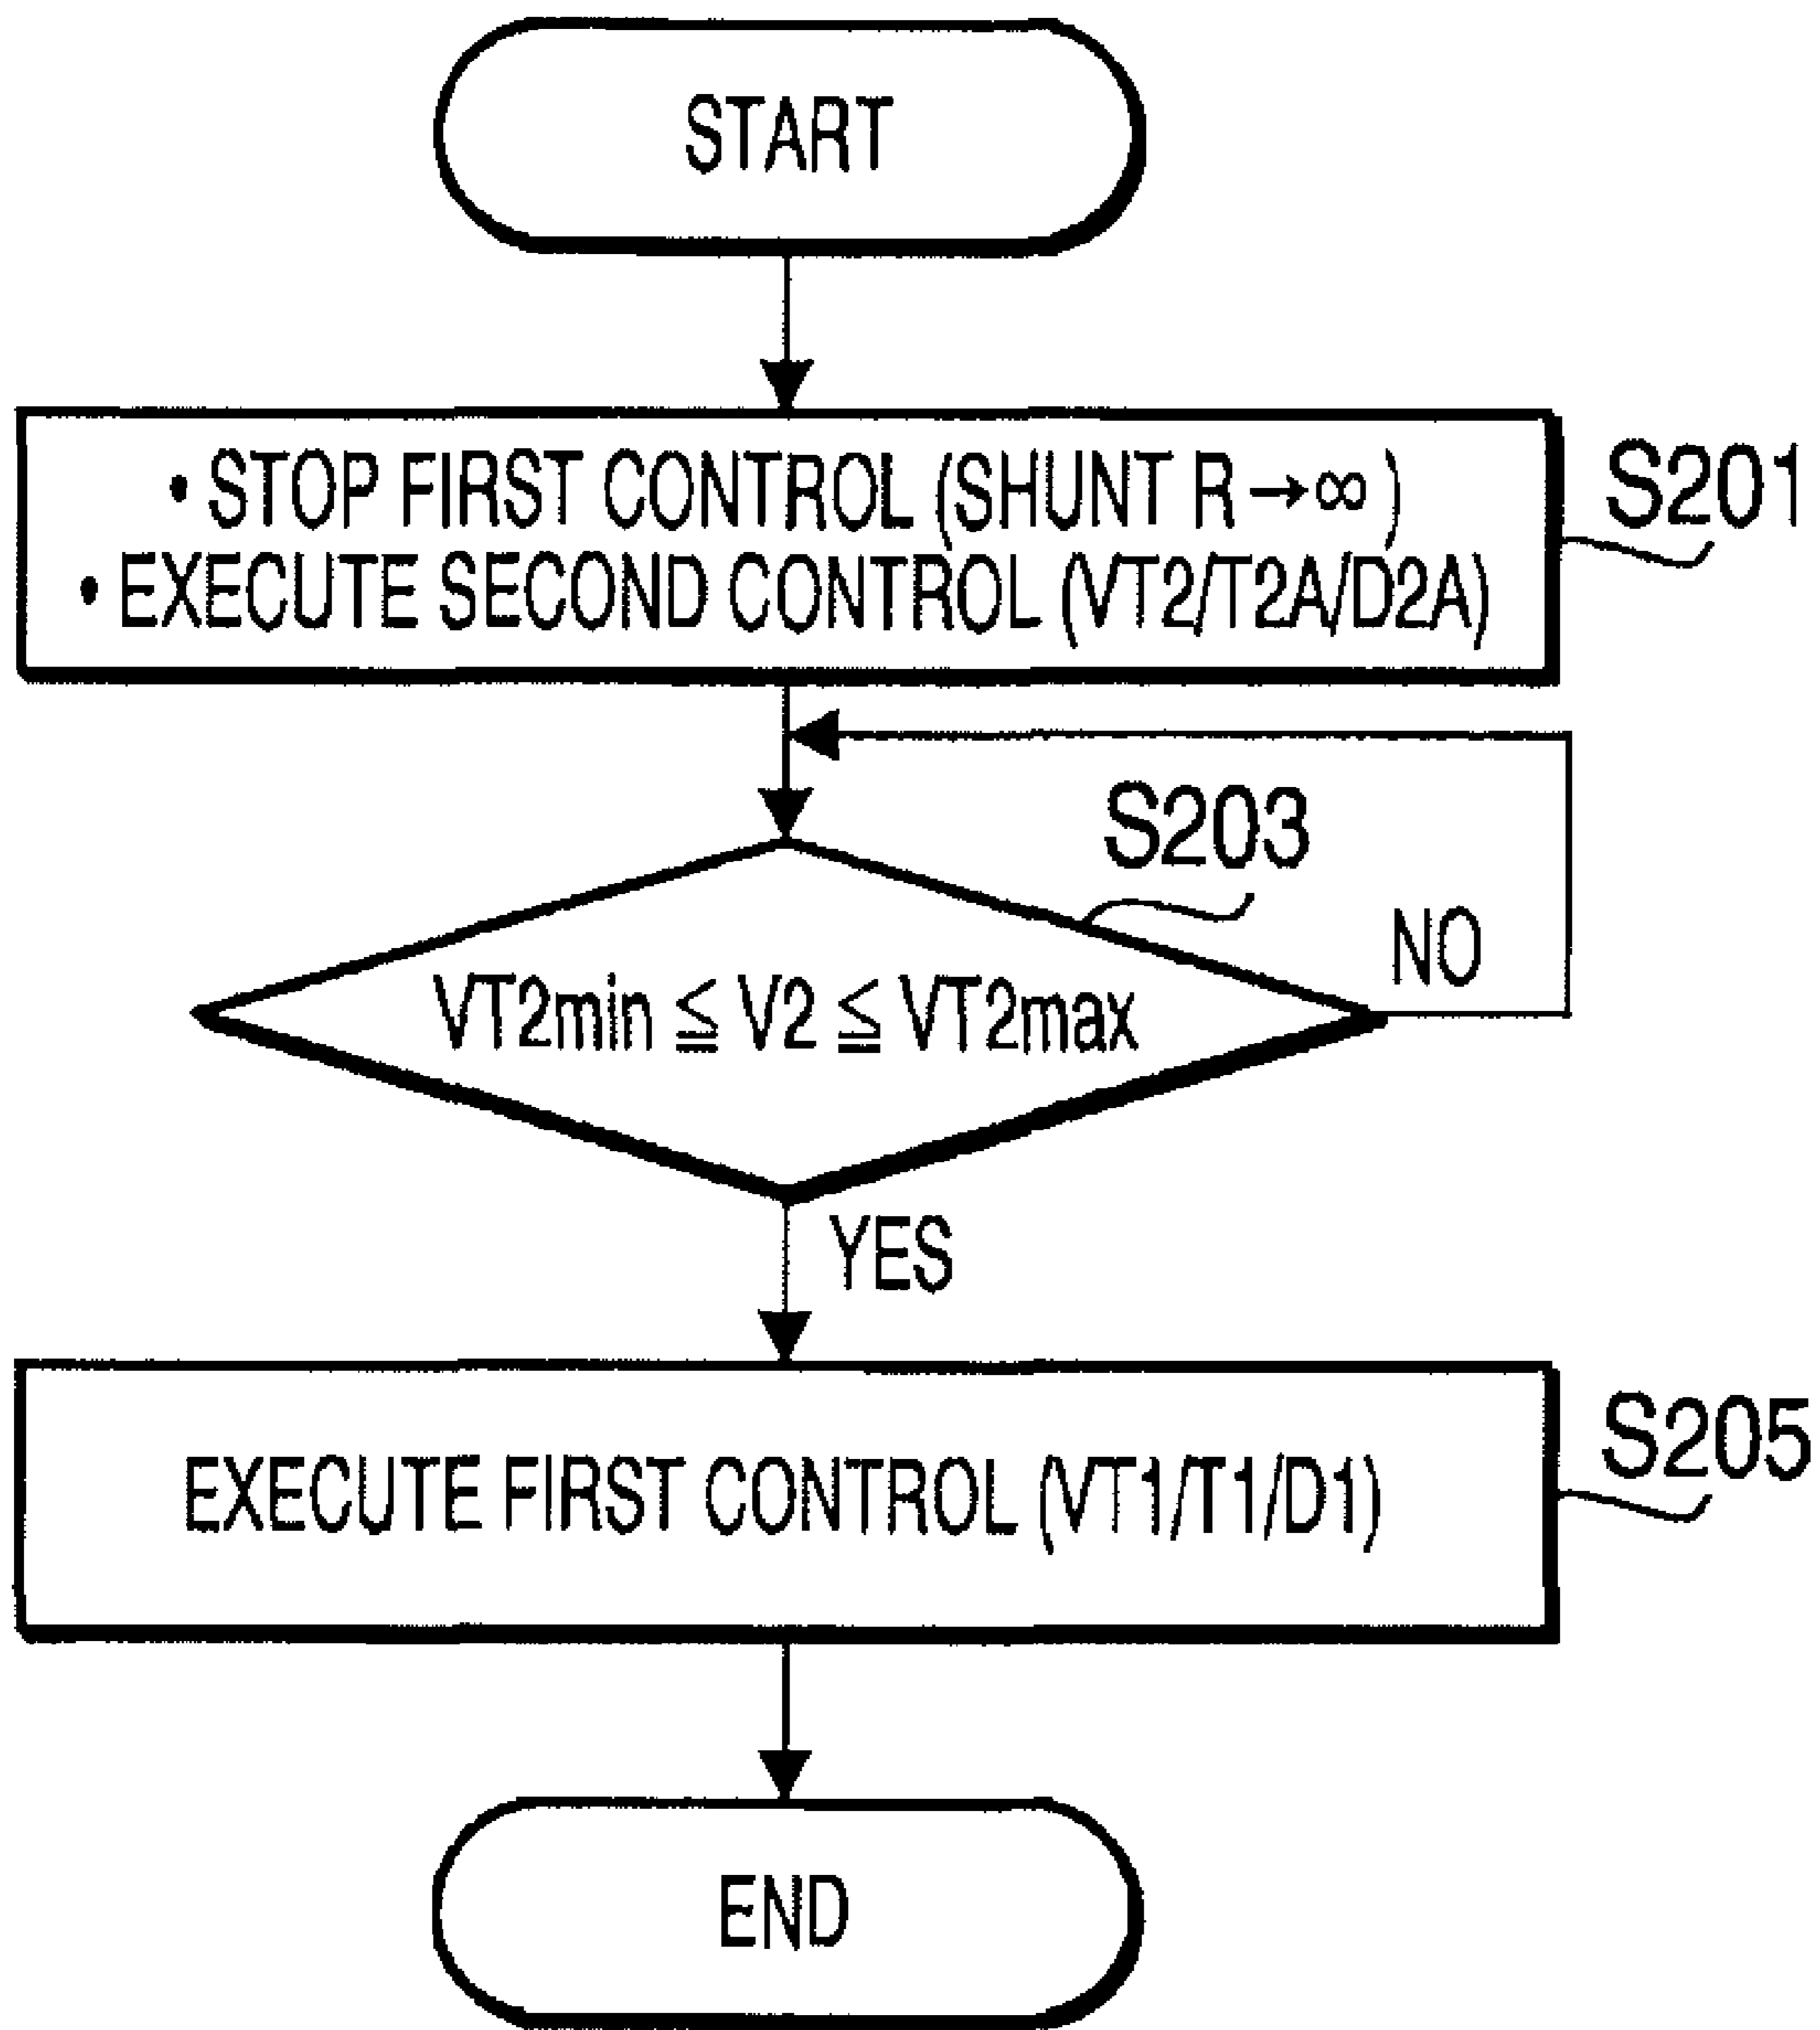 START
• STOP FIRST CONTROL (SHUNT R→∞)
• EXECUTE SECOND CONTROL (VT2/T2A/D2A)
S201
S203
NO
VT2min ≦ V2 ≦ VT2max
YES
EXECUTE FIRST CONTROL (VT1/T1/D1)
S205
END